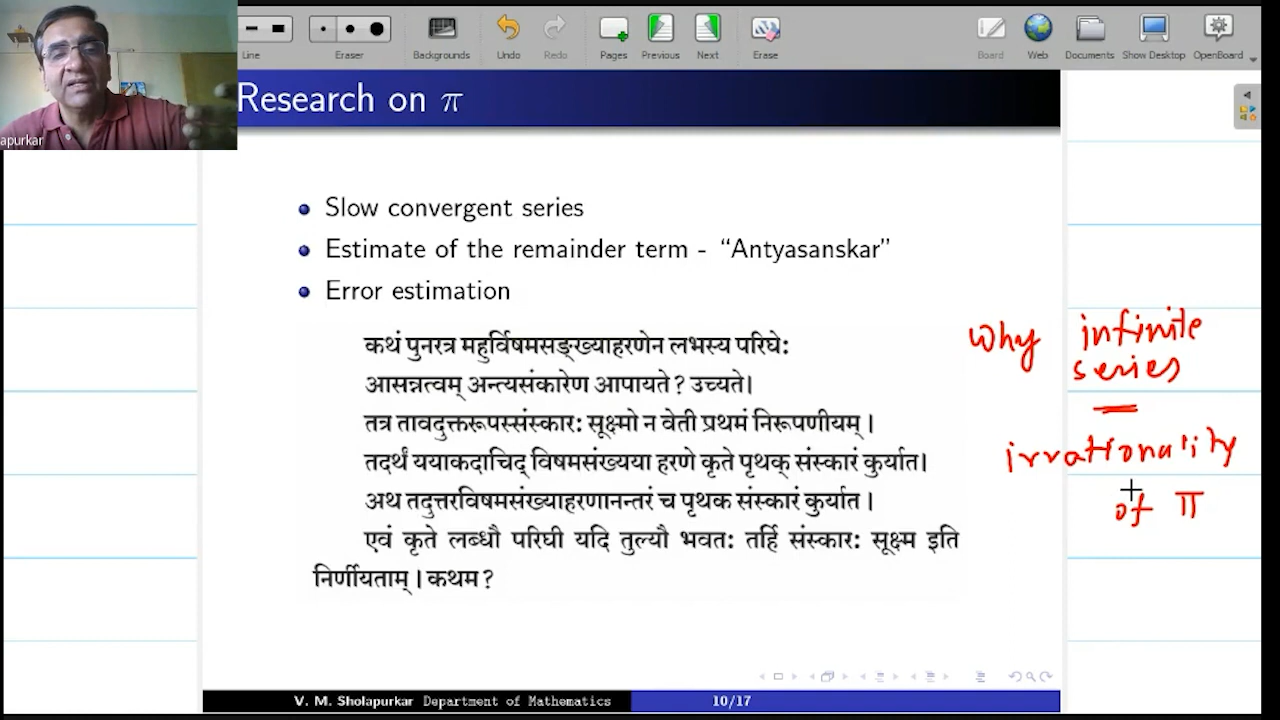 Line
Eraser
Backgrounds
Undo
Redo
Pages
Previous
Next
Erase
Board
Web
Documents
Show Desktop
OpenBoard
apurkar
Research on π
Slow convergent series
Estimate of the remainder term - “Antyasanskar”
Error estimation
कथं पुनरत्र महुर्विषमसङ्ख्याहरणेन लभस्य परिघे:
आसन्नत्वम् अन्त्यसंकारेण आपायते? उच्यते।
तत्र तावदुक्तरूपस्संस्कार: सूक्ष्मो न वेती प्रथमं निरूपणीयम् ।
तदर्थं ययाकदाचिद् विषमसंख्यया हरणे कृते पृथक् संस्कारं कुर्यात।
अथ तदुत्तरविषमसंख्याहरणानन्तरं च पृथक संस्कारं कुर्यात ।
एवं कृते लब्धौ परिघी यदि तुल्यौ भवत: तर्हि संस्कार: सूक्ष्म इति
निर्णीयताम् । कथम?
Why infinite
series
irrationality
of π
V. M. Sholapurkar Department of Mathematics
10/17